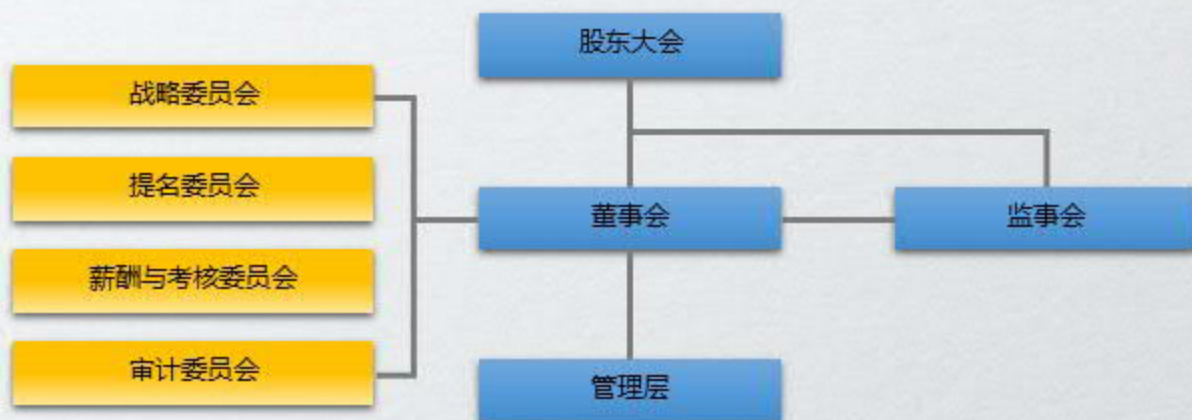 股东大会
战略委员会
提名委员会
董事会
监事会
薪酬与考核委员会
审计委员会
管理层